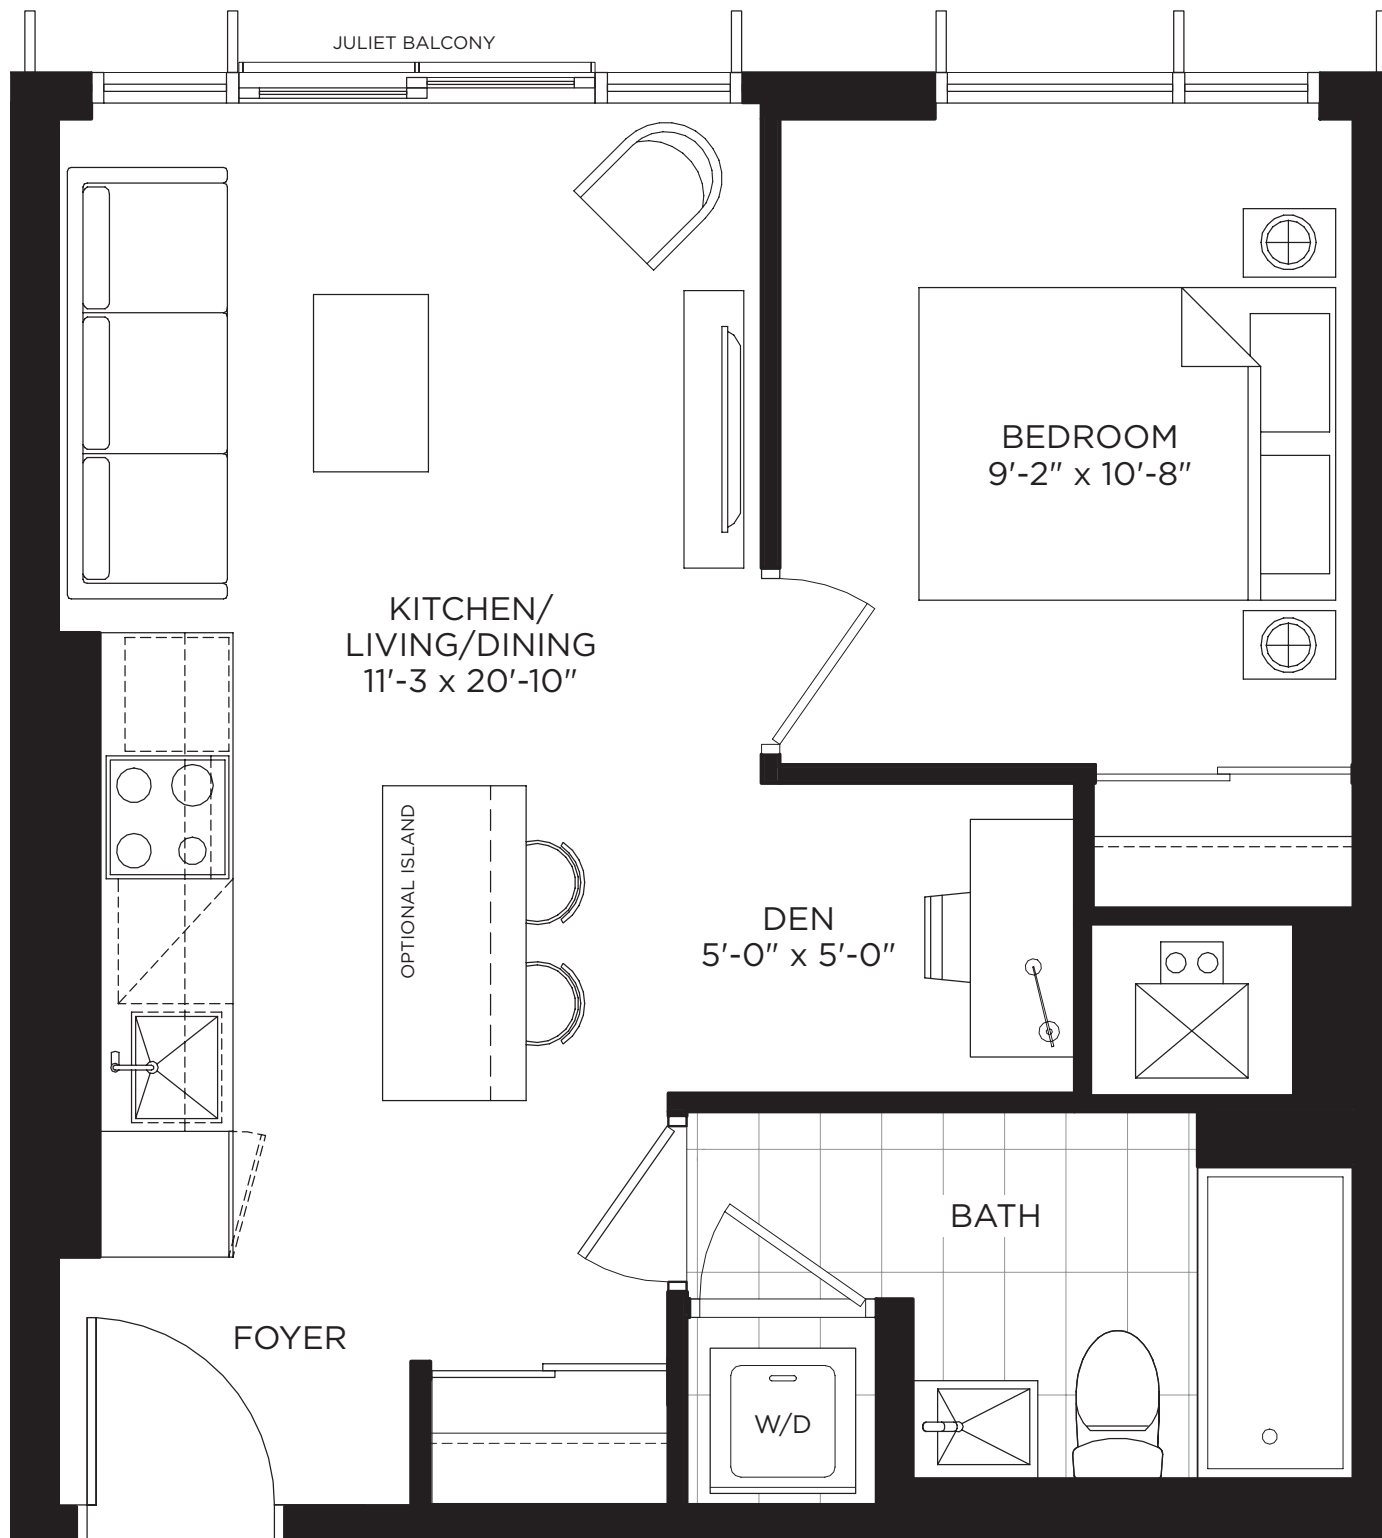 JULIET BALCONY
BEDROOM
9'-2" x 10'-8"
KITCHEN/
LIVING/DINING
11'-3 x 20'-10"
OPTIONAL ISLAND
DEN
5'-0" x 5'-0"
BATH
FOYER
W/D